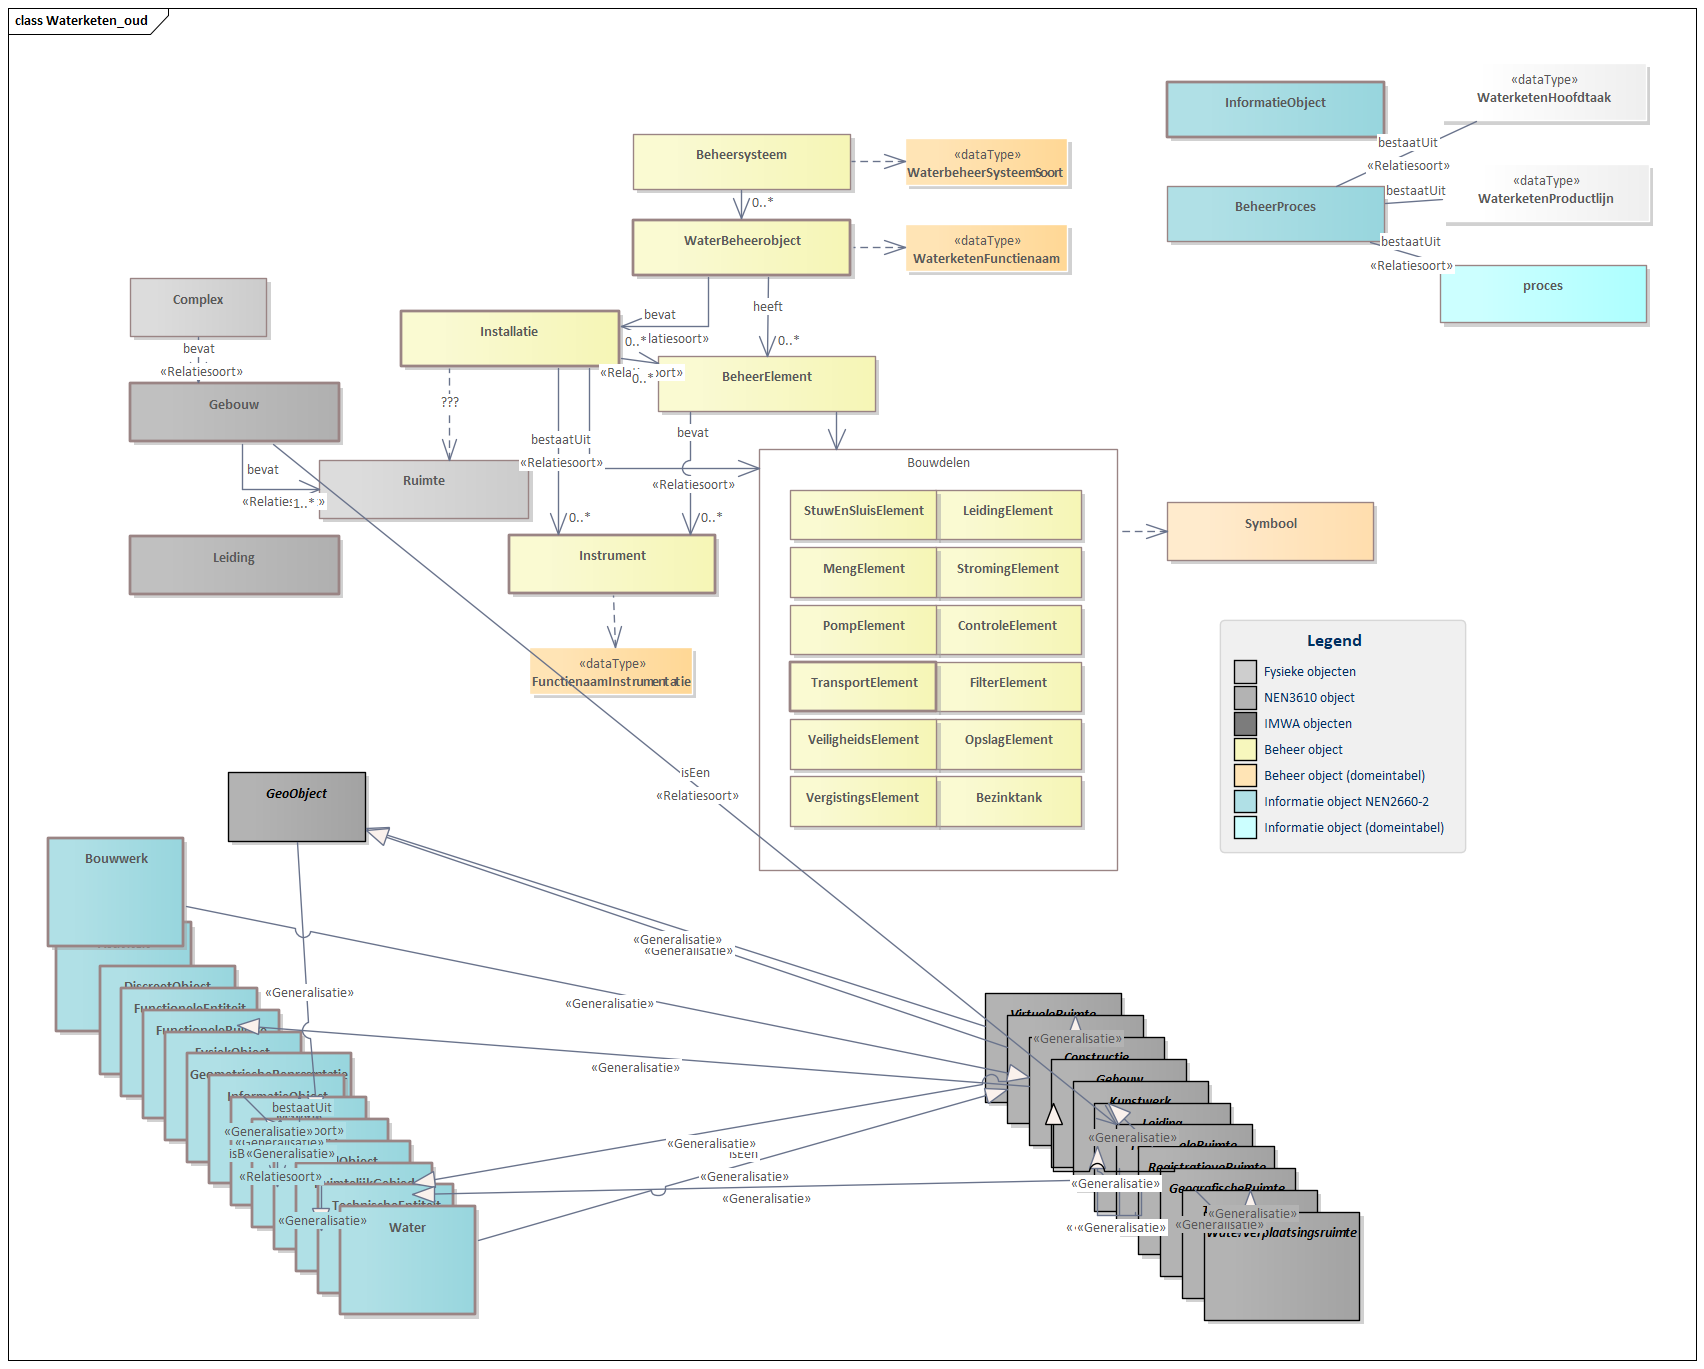 class Waterketen_oud
«dataType»
WaterketenHoofdtaak
InformatieObject
bestaatUit
«Relatiesoort»
«dataType»
WaterketenProductlijn
bestaatUit
BeheerProces
bestaatUit
«Relatiesoort»
proces
Beheersysteem
«dataType»
WaterbeheerSysteemSoort
0..*
WaterBeheerobject
«dataType»
WaterketenFunctienaam
Complex
bevat
«Relatiesoort»
Gebouw
bevat
1..*
Ruimte
Leiding
Installatie
bevat
0..*
latiesoort»
heeft
0..*
0..*
BeheerElement
???
bestaatUit
«Relatiesoort»
0..*
bevat
«Relatiesoort»
0..*
Instrument
«dataType»
FunctienaamInstrumentatie
Bouwdelen
StuwEnSluisElement
LeidingElement
MengElement
StromingElement
PompElement
ControleElement
TransportElement
FilterElement
VeiligheidsElement
OpslagElement
VergistingsElement
Bezinktank
Symbool
Legend
Fysieke objecten
NEN3610 object
IMWA objecten
Beheer object
Beheer object (domeintabel)
Informatie object NEN2660-2
Informatie object (domeintabel)
isEen
«Relatiesoort»
GeoObject
Bouwwerk
DiscreetObject
FunctioneleEntiteit
FysiekObject
GeometrischeRepresentatie
InformatieObject
bestaatUit
«Generalisatie»
«Generalisatie»
«Generalisatie»
«Relatiesoort»
«Generalisatie»
TechnischeEntiteit
Water
«Generalisatie»
«Generalisatie»
«Generalisatie»
«Generalisatie»
«Generalisatie»
«Generalisatie»
isEen
«Generalisatie»
«Generalisatie»
VirtueleRuimte
«Generalisatie»
Constructie
Gebouw
Kunstwerk
Leiding
«Generalisatie»
RegistratieveRuimte
«Generalisatie»
GeografischeRuimte
«Generalisatie»
«Generalisatie»
«Generalisatie»
Waterverplaatsingsruimte